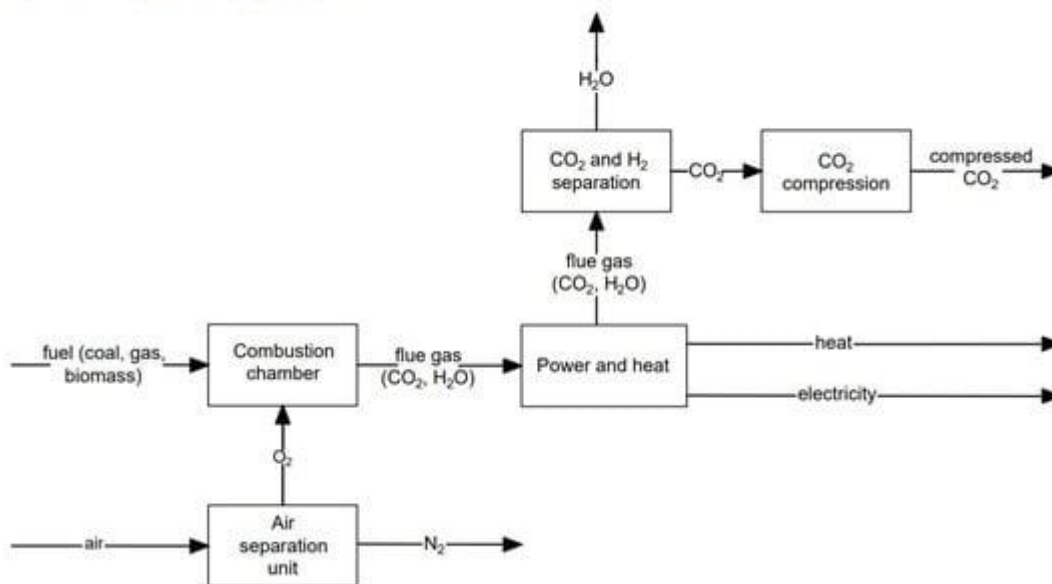 H₂O
CO₂ and H₂
separation
CO₂
CO₂
compression
compressed
CO₂
flue gas
(CO₂, H₂O)
fuel (coal, gas,
biomass)
Combustion
chamber
flue gas
(CO₂, H₂O)
Power and heat
heat
electricity
O₂
air
Air
separation
unit
N₂